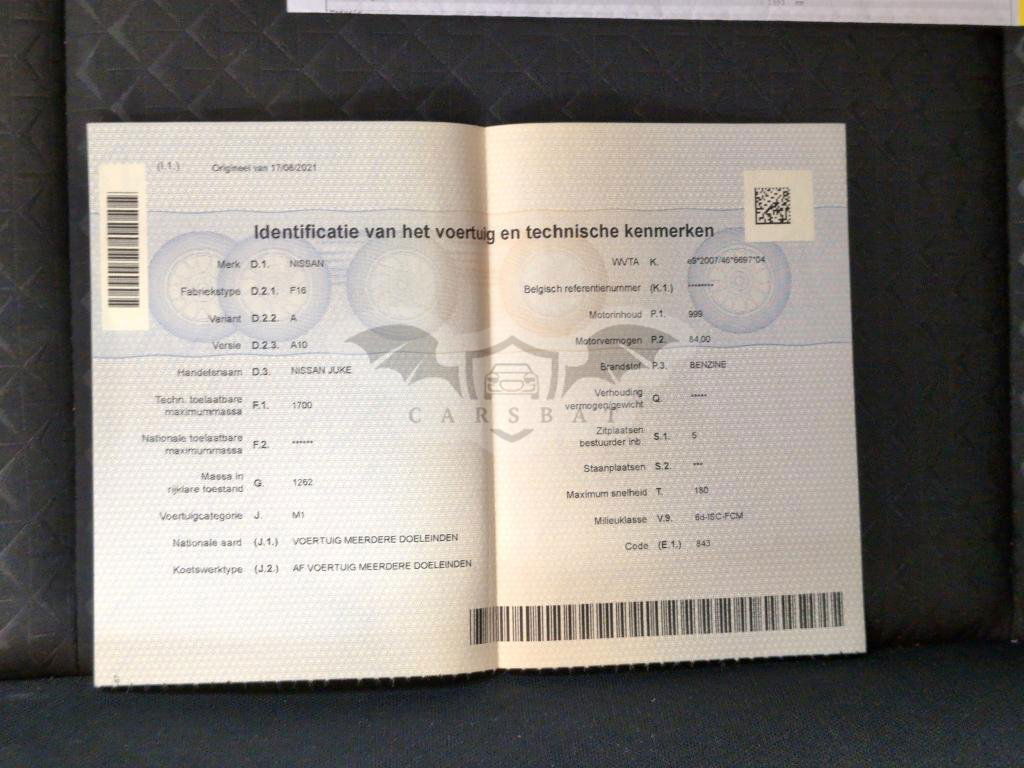 (I.1.) Origineel van 17/08/2021
Identificatie van het voertuig en technische kenmerken
Merk D.1. NISSAN
Fabriekstype D.2.1. F16
Variant D.2.2. A
Versie D.2.3. A10
Handelsnaam D.3. NISSAN JUKE
Techn. toelaatbare
maximummassa F.1. 1700
Nationale toelaatbare
maximummassa F.2. ******
Massa in
rijklare toestand G. 1262
Voertuigcategorie J. M1
Nationale aard (J.1.) VOERTUIG MEERDERE DOELEINDEN
Koetswerktype (J.2.) AF VOERTUIG MEERDERE DOELEINDEN
WVTA K. e9*2007/46*6697*04
Belgisch referentienummer (K.1.) ********
Motorinhoud P.1. 999
Motorvermogen P.2. 84,00
Brandstof P.3. BENZINE
Verhouding
vermogen/gewicht Q. *****
Zitplaatsen
bestuurder inb. S.1. 5
Staanplaatsen S.2. ***
Maximum snelheid T. 180
Milieuklasse V.9. 6d-ISC-FCM
Code (E.1.) 843
CARSBAT